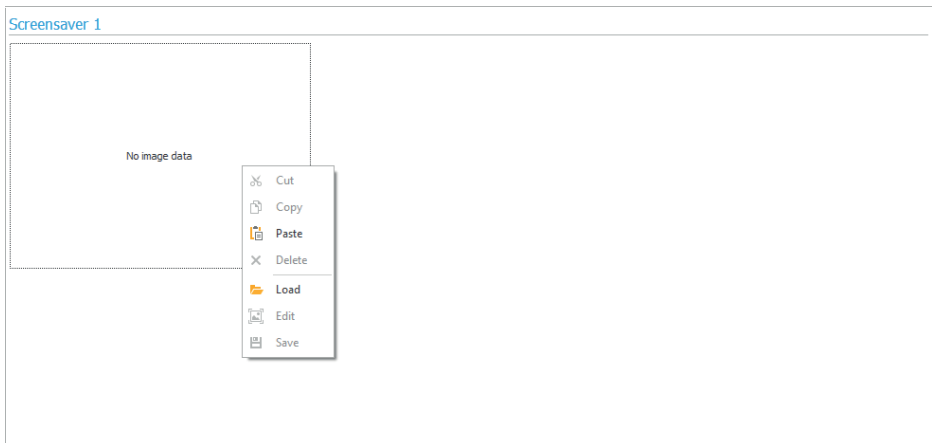 Screensaver 1
No image data
Cut
Copy
Paste
Delete
Load
Edit
Save